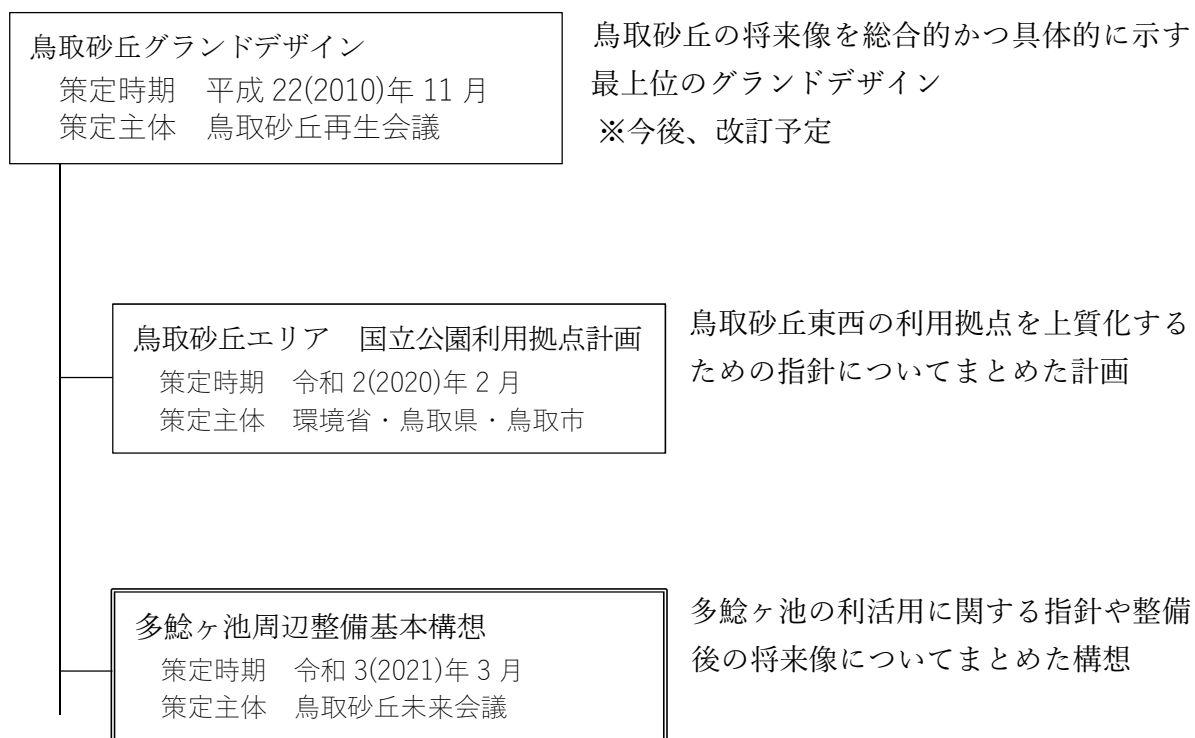 鳥取砂丘グランドデザイン
策定時期　平成 22(2010)年 11 月
策定主体　鳥取砂丘再生会議
鳥取砂丘の将来像を総合的かつ具体的に示す
最上位のグランドデザイン
※今後、改訂予定
鳥取砂丘エリア　国立公園利用拠点計画
策定時期　令和 2(2020)年 2 月
策定主体　環境省・鳥取県・鳥取市
鳥取砂丘東西の利用拠点を上質化する
ための指針についてまとめた計画
多鯰ヶ池周辺整備基本構想
策定時期　令和 3(2021)年 3 月
策定主体　鳥取砂丘未来会議
多鯰ヶ池の利活用に関する指針や整備
後の将来像についてまとめた構想